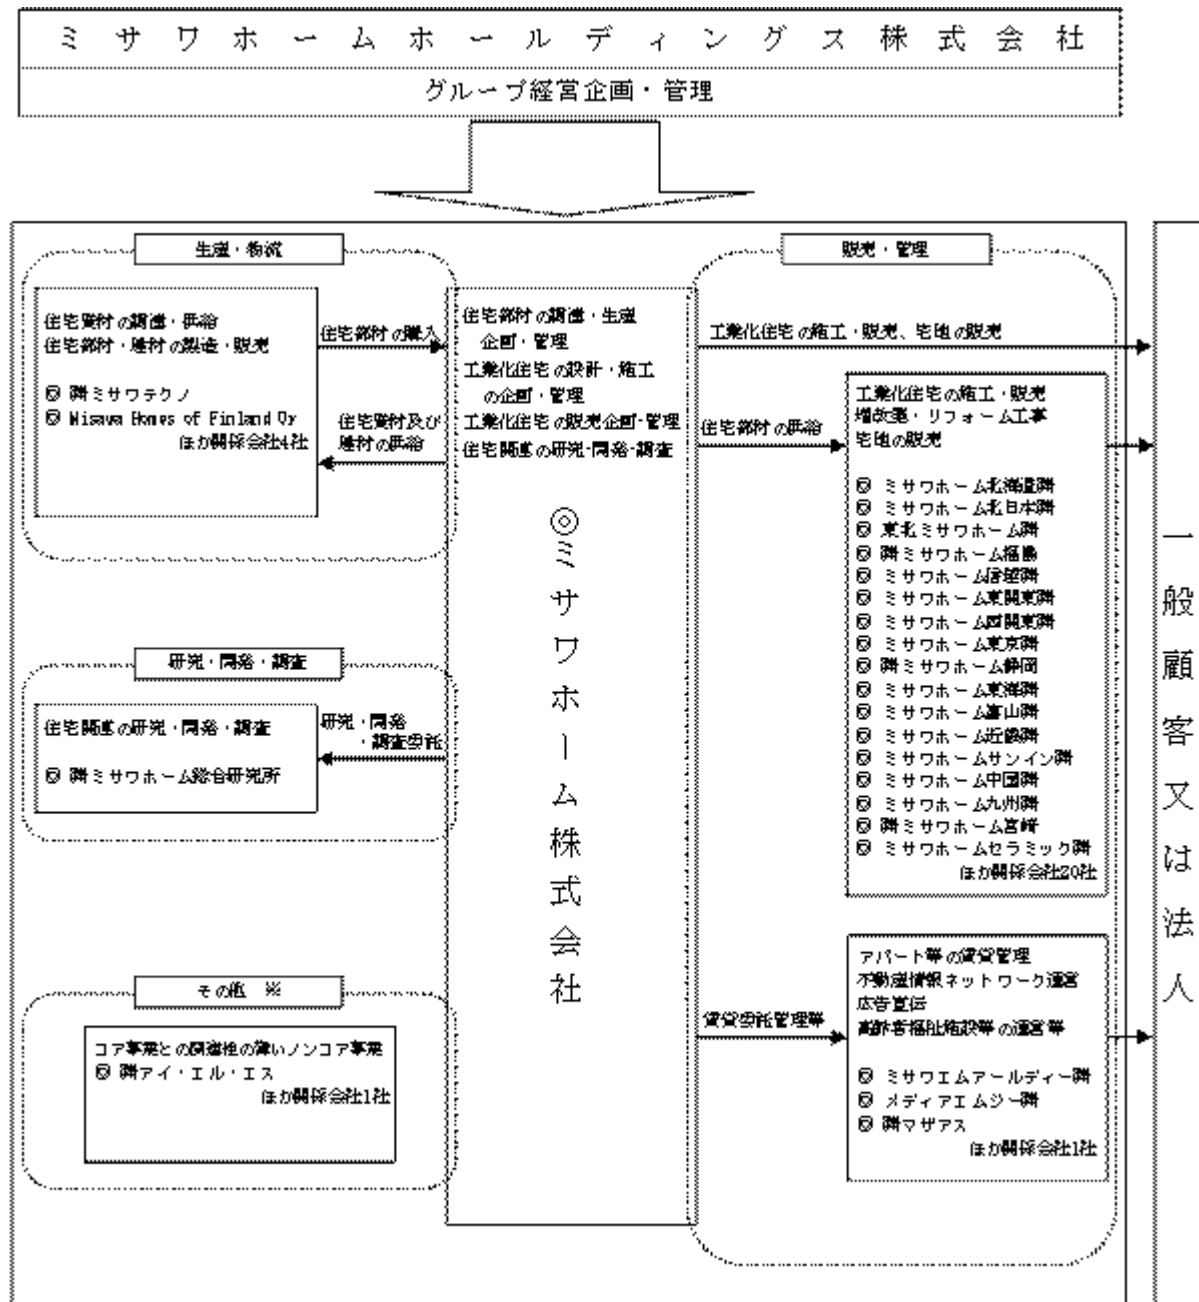 ミサワホームホールディングス株式会社
グループ経営企画・管理
生産・物流
住宅資材の調達・供給
住宅部材・建材の製造・販売
◎ ㈱ミサワテクノ
◎ Misawa Homes of Finland Oy
ほか関係会社4社
住宅部材の購入
住宅資材及び
建材の供給
研究・開発・調査
住宅関連の研究・開発・調査
◎ ㈱ミサワホーム総合研究所
研究・開発
・調査委託
その他 ※
コア事業との関連性の薄いノンコア事業
◎ ㈱アイ・エル・エス
ほか関係会社1社
住宅部材の調達・生産
企画・管理
工業化住宅の設計・施工
の企画・管理
工業化住宅の販売企画・管理
住宅関連の研究・開発・調査
◎ミサワホーム株式会社
販売・管理
工業化住宅の施工・販売、宅地の販売
住宅部材の供給
工業化住宅の施工・販売
増改築・リフォーム工事
宅地の販売
◎ ミサワホーム北海道㈱
◎ ミサワホーム北日本㈱
◎ 東北ミサワホーム㈱
◎ ㈱ミサワホーム福島
◎ ミサワホーム信越㈱
◎ ミサワホーム東関東㈱
◎ ミサワホーム西関東㈱
◎ ミサワホーム東京㈱
◎ ㈱ミサワホーム静岡
◎ ミサワホーム東海㈱
◎ ミサワホーム富山㈱
◎ ミサワホーム近畿㈱
◎ ミサワホームサンイン㈱
◎ ミサワホーム中国㈱
◎ ミサワホーム九州㈱
◎ ㈱ミサワホーム宮崎
◎ ミサワホームセラミック㈱
ほか関係会社20社
賃貸委託管理等
アパート等の賃貸管理
不動産情報ネットワーク運営
広告宣伝
高齢者福祉施設等の運営等
◎ ミサワエムアールディー㈱
◎ メディアエムジー㈱
◎ ㈱マザアス
ほか関係会社1社
一般顧客又は法人